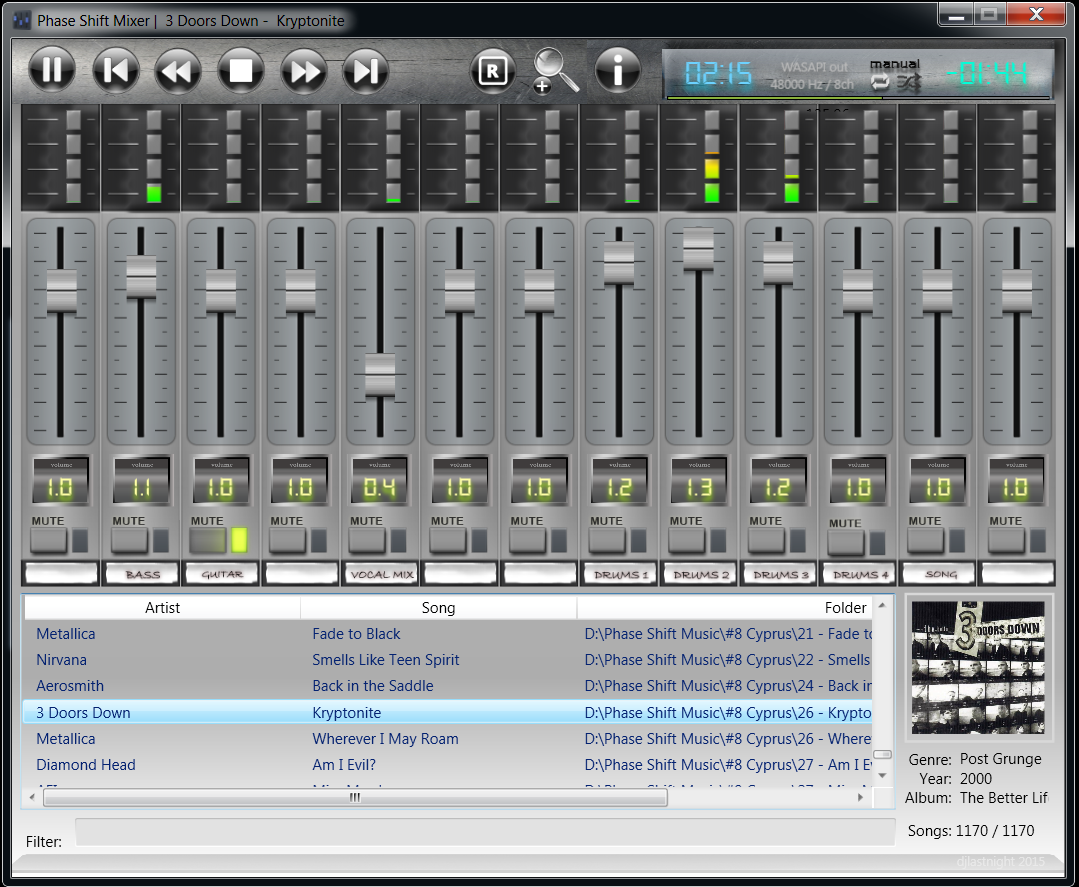 Phase Shift Mixer | 3 Doors Down - Kryptonite
R
02:15
WASAPI out
48000 Hz / 8ch
manual
-01:44
volume volume volume volume volume volume volume volume volume volume volume volume volume
1.0 1.1 1.0 1.0 0.4 1.0 1.0 1.2 1.3 1.2 1.0 1.0 1.0
MUTE MUTE MUTE MUTE MUTE MUTE MUTE MUTE MUTE MUTE MUTE MUTE MUTE
BASS GUITAR VOCAL MIX DRUMS 1 DRUMS 2 DRUMS 3 DRUMS 4 SONG
Artist Song Folder
Metallica Fade to Black D:\Phase Shift Music\#8 Cyprus\21 - Fade to
Nirvana Smells Like Teen Spirit D:\Phase Shift Music\#8 Cyprus\22 - Smells
Aerosmith Back in the Saddle D:\Phase Shift Music\#8 Cyprus\24 - Back in
3 Doors Down Kryptonite D:\Phase Shift Music\#8 Cyprus\26 - Krypto
Metallica Wherever I May Roam D:\Phase Shift Music\#8 Cyprus\26 - Where
Diamond Head Am I Evil? D:\Phase Shift Music\#8 Cyprus\27 - Am I Ev
3 DOORS DOWN
Genre: Post Grunge
Year: 2000
Album: The Better Lif
Songs: 1170 / 1170
Filter:
djlastnight 2015